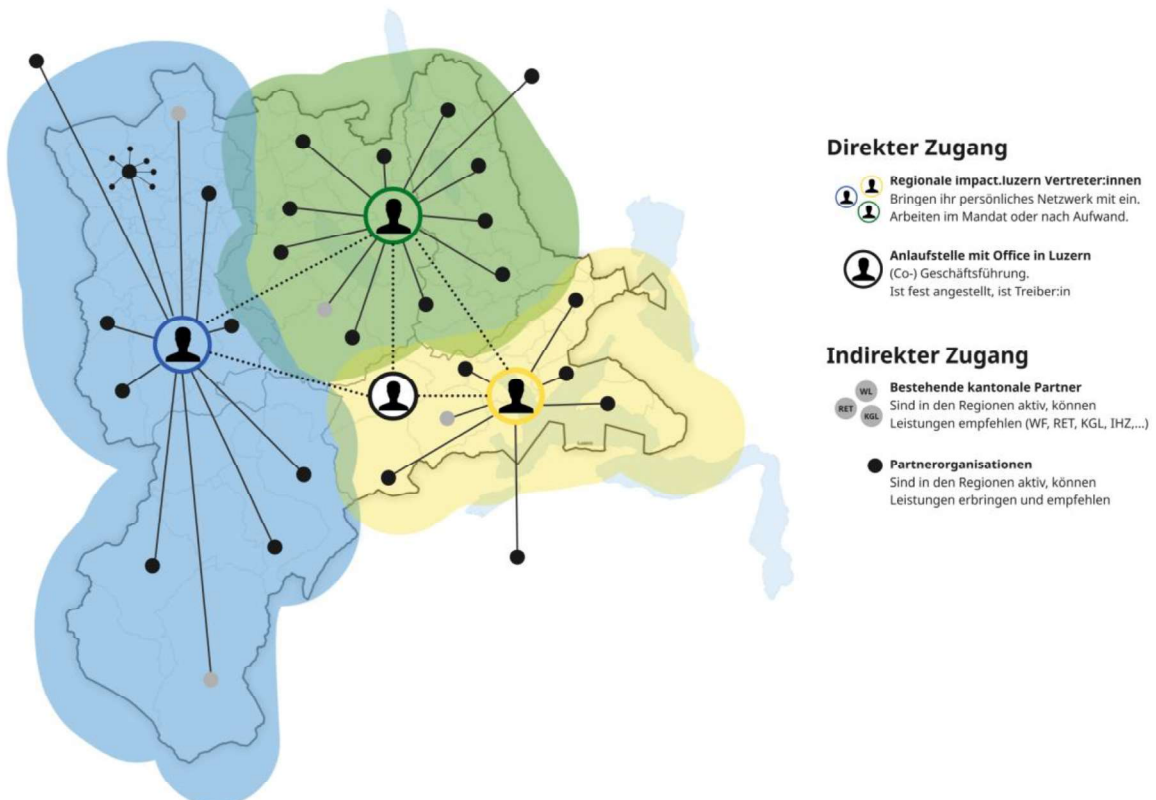 Direkter Zugang
Regionale impact.luzern Vertreter:innen
Bringen ihr persönliches Netzwerk mit ein.
Arbeiten im Mandat oder nach Aufwand.
Anlaufstelle mit Office in Luzern
(Co-) Geschäftsführung.
Ist fest angestellt, ist Treiber:in
Indirekter Zugang
WL
RET
KGL
Bestehende kantonale Partner
Sind in den Regionen aktiv, können
Leistungen empfehlen (WF, RET, KGL, IHZ,...)
Partnerorganisationen
Sind in den Regionen aktiv, können
Leistungen erbringen und empfehlen